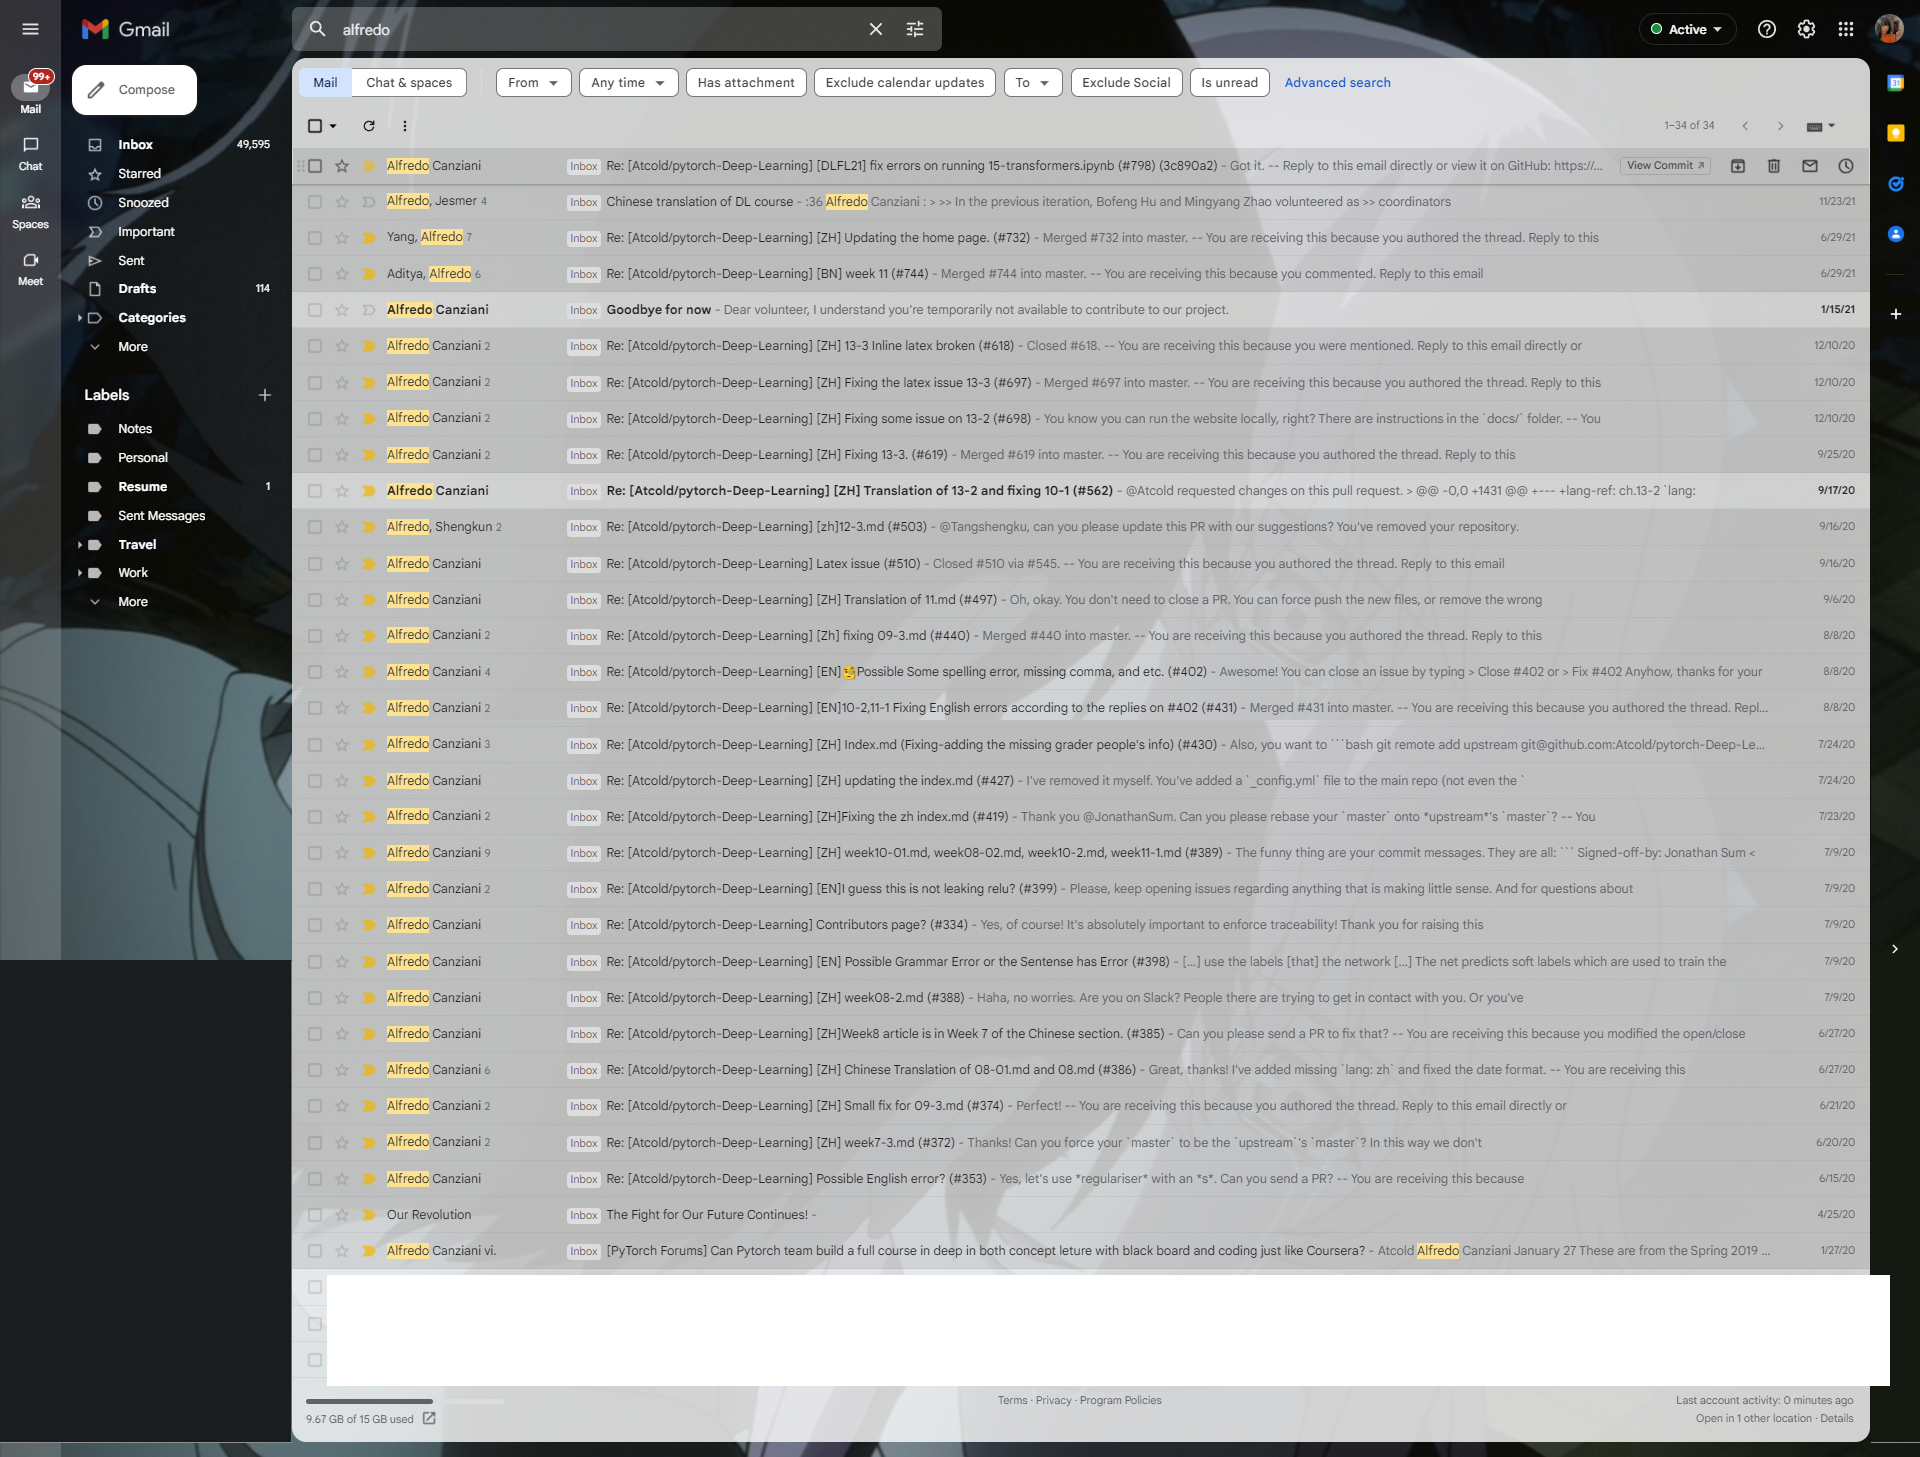 Gmail
alfredo
Active
99+
Mail
Chat
Spaces
Meet
Compose
Inbox 49,595
Starred
Snoozed
Important
Sent
Drafts 114
Categories
More
Labels
Notes
Personal
Resume 1
Sent Messages
Travel
Work
More
Mail Chat & spaces From Any time Has attachment Exclude calendar updates To Exclude Social Is unread Advanced search
1–34 of 34
Alfredo Canziani Inbox Re: [Atcold/pytorch-Deep-Learning] [DLFL21] fix errors on running 15-transformers.ipynb (#798) (3c890a2) - Got it. -- Reply to this email directly or view it on GitHub: https://... View Commit
Alfredo, Jesmer 4 Inbox Chinese translation of DL course - :36 Alfredo Canziani : > >> In the previous iteration, Bofeng Hu and Mingyang Zhao volunteered as >> coordinators 11/23/21
Yang, Alfredo 7 Inbox Re: [Atcold/pytorch-Deep-Learning] [ZH] Updating the home page. (#732) - Merged #732 into master. -- You are receiving this because you authored the thread. Reply to this 6/29/21
Aditya, Alfredo 6 Inbox Re: [Atcold/pytorch-Deep-Learning] [BN] week 11 (#744) - Merged #744 into master. -- You are receiving this because you commented. Reply to this email 6/29/21
Alfredo Canziani Inbox Goodbye for now - Dear volunteer, I understand you're temporarily not available to contribute to our project. 1/15/21
Alfredo Canziani 2 Inbox Re: [Atcold/pytorch-Deep-Learning] [ZH] 13-3 Inline latex broken (#618) - Closed #618. -- You are receiving this because you were mentioned. Reply to this email directly or 12/10/20
Alfredo Canziani 2 Inbox Re: [Atcold/pytorch-Deep-Learning] [ZH] Fixing the latex issue 13-3 (#697) - Merged #697 into master. -- You are receiving this because you authored the thread. Reply to this 12/10/20
Alfredo Canziani 2 Inbox Re: [Atcold/pytorch-Deep-Learning] [ZH] Fixing some issue on 13-2 (#698) - You know you can run the website locally, right? There are instructions in the `docs/` folder. -- You 12/10/20
Alfredo Canziani 2 Inbox Re: [Atcold/pytorch-Deep-Learning] [ZH] Fixing 13-3. (#619) - Merged #619 into master. -- You are receiving this because you authored the thread. Reply to this 9/25/20
Alfredo Canziani Inbox Re: [Atcold/pytorch-Deep-Learning] [ZH] Translation of 13-2 and fixing 10-1 (#562) - @Atcold requested changes on this pull request. > @@ -0,0 +1431 @@ +--- +lang-ref: ch.13-2 `lang: 9/17/20
Alfredo, Shengkun 2 Inbox Re: [Atcold/pytorch-Deep-Learning] [zh]12-3.md (#503) - @Tangshengku, can you please update this PR with our suggestions? You've removed your repository. 9/16/20
Alfredo Canziani Inbox Re: [Atcold/pytorch-Deep-Learning] Latex issue (#510) - Closed #510 via #545. -- You are receiving this because you authored the thread. Reply to this email 9/16/20
Alfredo Canziani Inbox Re: [Atcold/pytorch-Deep-Learning] [ZH] Translation of 11.md (#497) - Oh, okay. You don't need to close a PR. You can force push the new files, or remove the wrong 9/6/20
Alfredo Canziani 2 Inbox Re: [Atcold/pytorch-Deep-Learning] [Zh] fixing 09-3.md (#440) - Merged #440 into master. -- You are receiving this because you authored the thread. Reply to this 8/8/20
Alfredo Canziani 4 Inbox Re: [Atcold/pytorch-Deep-Learning] [EN]🧐Possible Some spelling error, missing comma, and etc. (#402) - Awesome! You can close an issue by typing > Close #402 or > Fix #402 Anyhow, thanks for your 8/8/20
Alfredo Canziani 2 Inbox Re: [Atcold/pytorch-Deep-Learning] [EN]10-2,11-1 Fixing English errors according to the replies on #402 (#431) - Merged #431 into master. -- You are receiving this because you authored the thread. Repl... 8/8/20
Alfredo Canziani 3 Inbox Re: [Atcold/pytorch-Deep-Learning] [ZH] Index.md (Fixing-adding the missing grader people's info) (#430) - Also, you want to ```bash git remote add upstream git@github.com:Atcold/pytorch-Deep-Le... 7/24/20
Alfredo Canziani Inbox Re: [Atcold/pytorch-Deep-Learning] [ZH] updating the index.md (#427) - I've removed it myself. You've added a `_config.yml` file to the main repo (not even the ` 7/24/20
Alfredo Canziani 2 Inbox Re: [Atcold/pytorch-Deep-Learning] [ZH]Fixing the zh index.md (#419) - Thank you @JonathanSum. Can you please rebase your `master` onto *upstream*'s `master`? -- You 7/23/20
Alfredo Canziani 9 Inbox Re: [Atcold/pytorch-Deep-Learning] [ZH] week10-01.md, week08-02.md, week10-2.md, week11-1.md (#389) - The funny thing are your commit messages. They are all: ``` Signed-off-by: Jonathan Sum < 7/9/20
Alfredo Canziani 2 Inbox Re: [Atcold/pytorch-Deep-Learning] [EN]I guess this is not leaking relu? (#399) - Please, keep opening issues regarding anything that is making little sense. And for questions about 7/9/20
Alfredo Canziani Inbox Re: [Atcold/pytorch-Deep-Learning] Contributors page? (#334) - Yes, of course! It's absolutely important to enforce traceability! Thank you for raising this 7/9/20
Alfredo Canziani Inbox Re: [Atcold/pytorch-Deep-Learning] [EN] Possible Grammar Error or the Sentence has Error (#398) - [...] use the labels [that] the network [...] The net predicts soft labels which are used to train the 7/9/20
Alfredo Canziani Inbox Re: [Atcold/pytorch-Deep-Learning] [ZH] week08-2.md (#388) - Haha, no worries. Are you on Slack? People there are trying to get in contact with you. Or you've 7/9/20
Alfredo Canziani Inbox Re: [Atcold/pytorch-Deep-Learning] [ZH]Week8 article is in Week 7 of the Chinese section. (#385) - Can you please send a PR to fix that? -- You are receiving this because you modified the open/close 6/27/20
Alfredo Canziani 6 Inbox Re: [Atcold/pytorch-Deep-Learning] [ZH] Chinese Translation of 08-01.md and 08.md (#386) - Great, thanks! I've added missing `lang: zh` and fixed the date format. -- You are receiving this 6/27/20
Alfredo Canziani 2 Inbox Re: [Atcold/pytorch-Deep-Learning] [ZH] Small fix for 09-3.md (#374) - Perfect! -- You are receiving this because you authored the thread. Reply to this email directly or 6/21/20
Alfredo Canziani 2 Inbox Re: [Atcold/pytorch-Deep-Learning] [ZH] week7-3.md (#372) - Thanks! Can you force your `master` to be the `upstream`'s `master`? In this way we don't 6/20/20
Alfredo Canziani Inbox Re: [Atcold/pytorch-Deep-Learning] Possible English error? (#353) - Yes, let's use *regulariser* with an *s*. Can you send a PR? -- You are receiving this because 6/15/20
Our Revolution Inbox The Fight for Our Future Continues! - 4/25/20
Alfredo Canziani vi. Inbox [PyTorch Forums] Can Pytorch team build a full course in deep in both concept leture with black board and coding just like Coursera? - Atcold Alfredo Canziani January 27 These are from the Spring 2019 ... 1/27/20
9.67 GB of 15 GB used
Terms · Privacy · Program Policies
Last account activity: 0 minutes ago
Open in 1 other location · Details